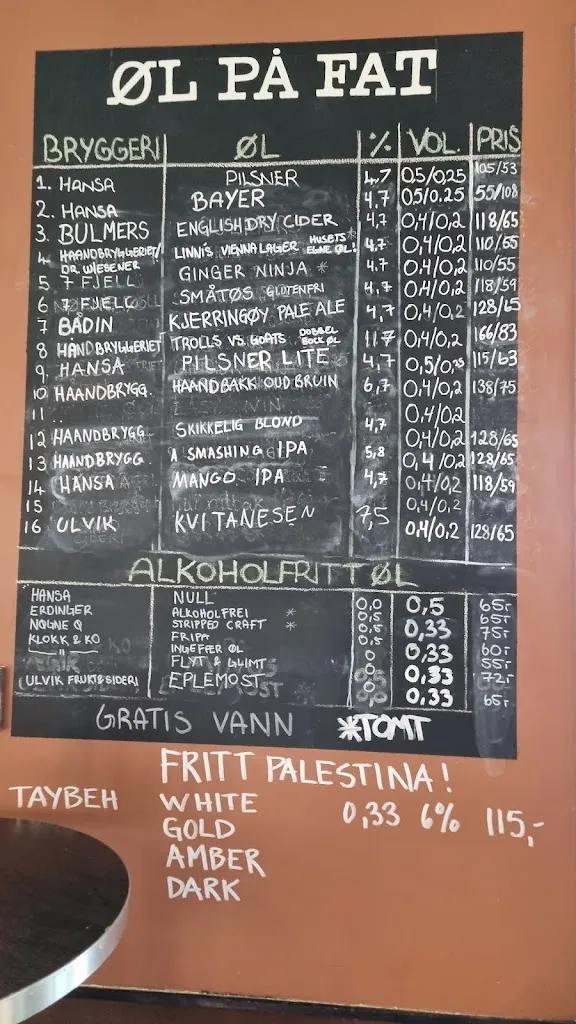 ØL PÅ FAT
BRYGGERI ØL % VOL. PRIS
1. HANSA PILSNER 4,7 0,5/0,25 105/53
2. HANSA BAYER 4.7 05/0.25 55/108
3. BULMERS ENGLISH DRY CIDER 4.7 0,4/0,2 118/65
4. HAANDBRYGGERIET/DR. WIESENER LINNIS VIENNA LAGER HUSETS EGNE ØL! 4.7 0,4/0,2 110/55
5. 7 FJELL GINGER NINJA * 4.7 0,4/0,2 110/55
6 7 FJELL SMÅTØS GLUTENFRI 4,7 0,4/0,2 118/59
7 BÅDIN KJERRINGØY PALE ALE 4,7 0,4/0,2 128/65
8 HÅNDBRYGGERIET TROLLS VS. GOATS DOBBEL BOCK ØL 11.7 0,4/0,2 166/83
9. HANSA PILSNER LITE 4,7 0,5/0,25 115/63
10 HAANDBRYGG. HAANDBAKK OUD BRUIN 6,7 0,4/0,2 138/75
11 0,4/0,2
12 HAANDBRYGG SKIKKELIG BLOND 4,7 0,4/0,2 128/65
13 HAANDBRYGG. A SMASHING IPA 5,8 0,4/0,2 128/65
14 HANSA MANGO IPA 4,7 0,4/0,2 118/59
15 0,4/0,2
16 ULVIK KVITANESEN 7,5 0,4/0,2 128/65
ALKOHOLFRITT ØL
HANSA NULL 0,0 0,5 65,-
ERDINGER ALKOHOLFREI * 0,5 65,-
NØGNE Ø STRIPPED CRAFT * 0,5 0,33 75,-
KLOKK & KO FRIPA 0,5 60,-
—"— INGEFÆR ØL 0 0,33 55,-
FLYT & GLIMT 0 72,-
(ULVIK FRUKT&SIDERI EPLEMOST 0,33 65,-
GRATIS VANN *TOMT
FRITT PALESTINA!
TAYBEH WHITE 0,33 6% 115,-
GOLD
AMBER
DARK